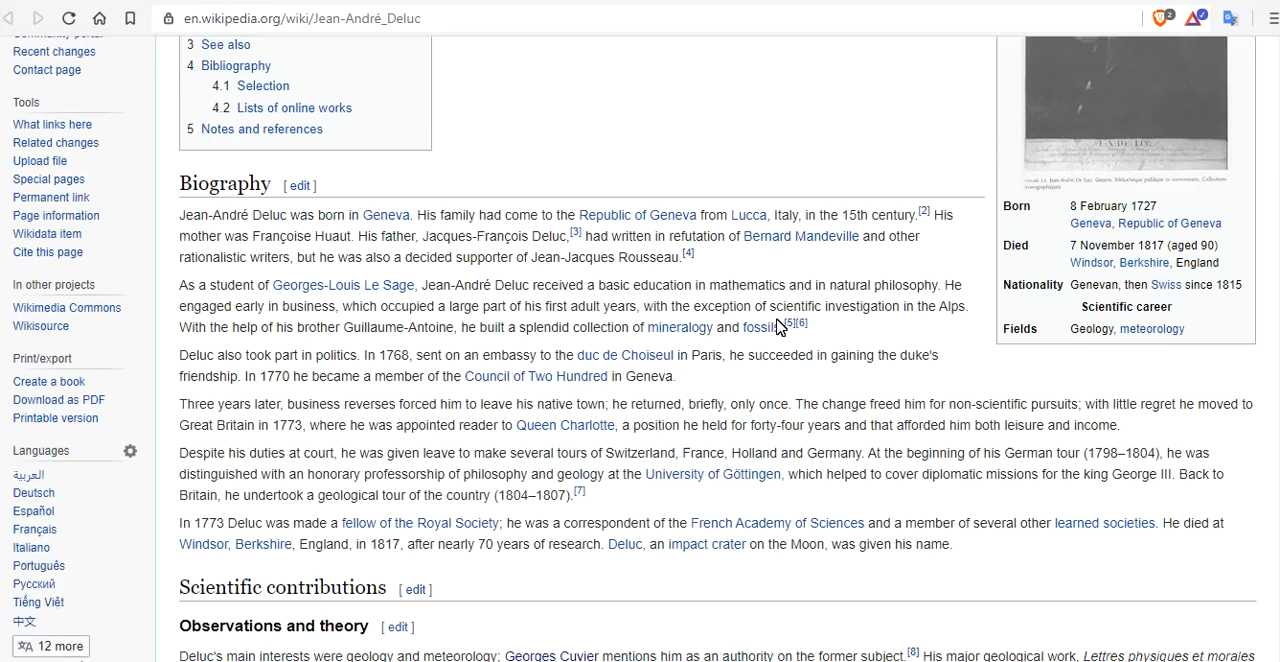 en.wikipedia.org/wiki/Jean-André_Deluc
2
Recent changes
Contact page
Tools
What links here
Related changes
Upload file
Special pages
Permanent link
Page information
Wikidata item
Cite this page
In other projects
Wikimedia Commons
Wikisource
Print/export
Create a book
Download as PDF
Printable version
Languages
العربية
Deutsch
Español
Français
Italiano
Português
Русский
Tiếng Việt
中文
12 more
3 See also
4 Bibliography
4.1 Selection
4.2 Lists of online works
5 Notes and references
Biography [ edit ]
Jean-André Deluc was born in Geneva. His family had come to the Republic of Geneva from Lucca, Italy, in the 15th century.[2] His
mother was Françoise Huaut. His father, Jacques-François Deluc,[3] had written in refutation of Bernard Mandeville and other
rationalistic writers, but he was also a decided supporter of Jean-Jacques Rousseau.[4]
As a student of Georges-Louis Le Sage, Jean-André Deluc received a basic education in mathematics and in natural philosophy. He
engaged early in business, which occupied a large part of his first adult years, with the exception of scientific investigation in the Alps.
With the help of his brother Guillaume-Antoine, he built a splendid collection of mineralogy and fossils.[5][6]
Deluc also took part in politics. In 1768, sent on an embassy to the duc de Choiseul in Paris, he succeeded in gaining the duke's
friendship. In 1770 he became a member of the Council of Two Hundred in Geneva.
Three years later, business reverses forced him to leave his native town; he returned, briefly, only once. The change freed him for non-scientific pursuits; with little regret he moved to
Great Britain in 1773, where he was appointed reader to Queen Charlotte, a position he held for forty-four years and that afforded him both leisure and income.
Despite his duties at court, he was given leave to make several tours of Switzerland, France, Holland and Germany. At the beginning of his German tour (1798–1804), he was
distinguished with an honorary professorship of philosophy and geology at the University of Göttingen, which helped to cover diplomatic missions for the king George III. Back to
Britain, he undertook a geological tour of the country (1804–1807).[7]
In 1773 Deluc was made a fellow of the Royal Society; he was a correspondent of the French Academy of Sciences and a member of several other learned societies. He died at
Windsor, Berkshire, England, in 1817, after nearly 70 years of research. Deluc, an impact crater on the Moon, was given his name.
Scientific contributions [ edit ]
Observations and theory [ edit ]
Deluc's main interests were geology and meteorology; Georges Cuvier mentions him as an authority on the former subject.[8] His major geological work, Lettres physiques et morales
Born 8 February 1727
Geneva, Republic of Geneva
Died 7 November 1817 (aged 90)
Windsor, Berkshire, England
Nationality Genevan, then Swiss since 1815
Scientific career
Fields Geology, meteorology